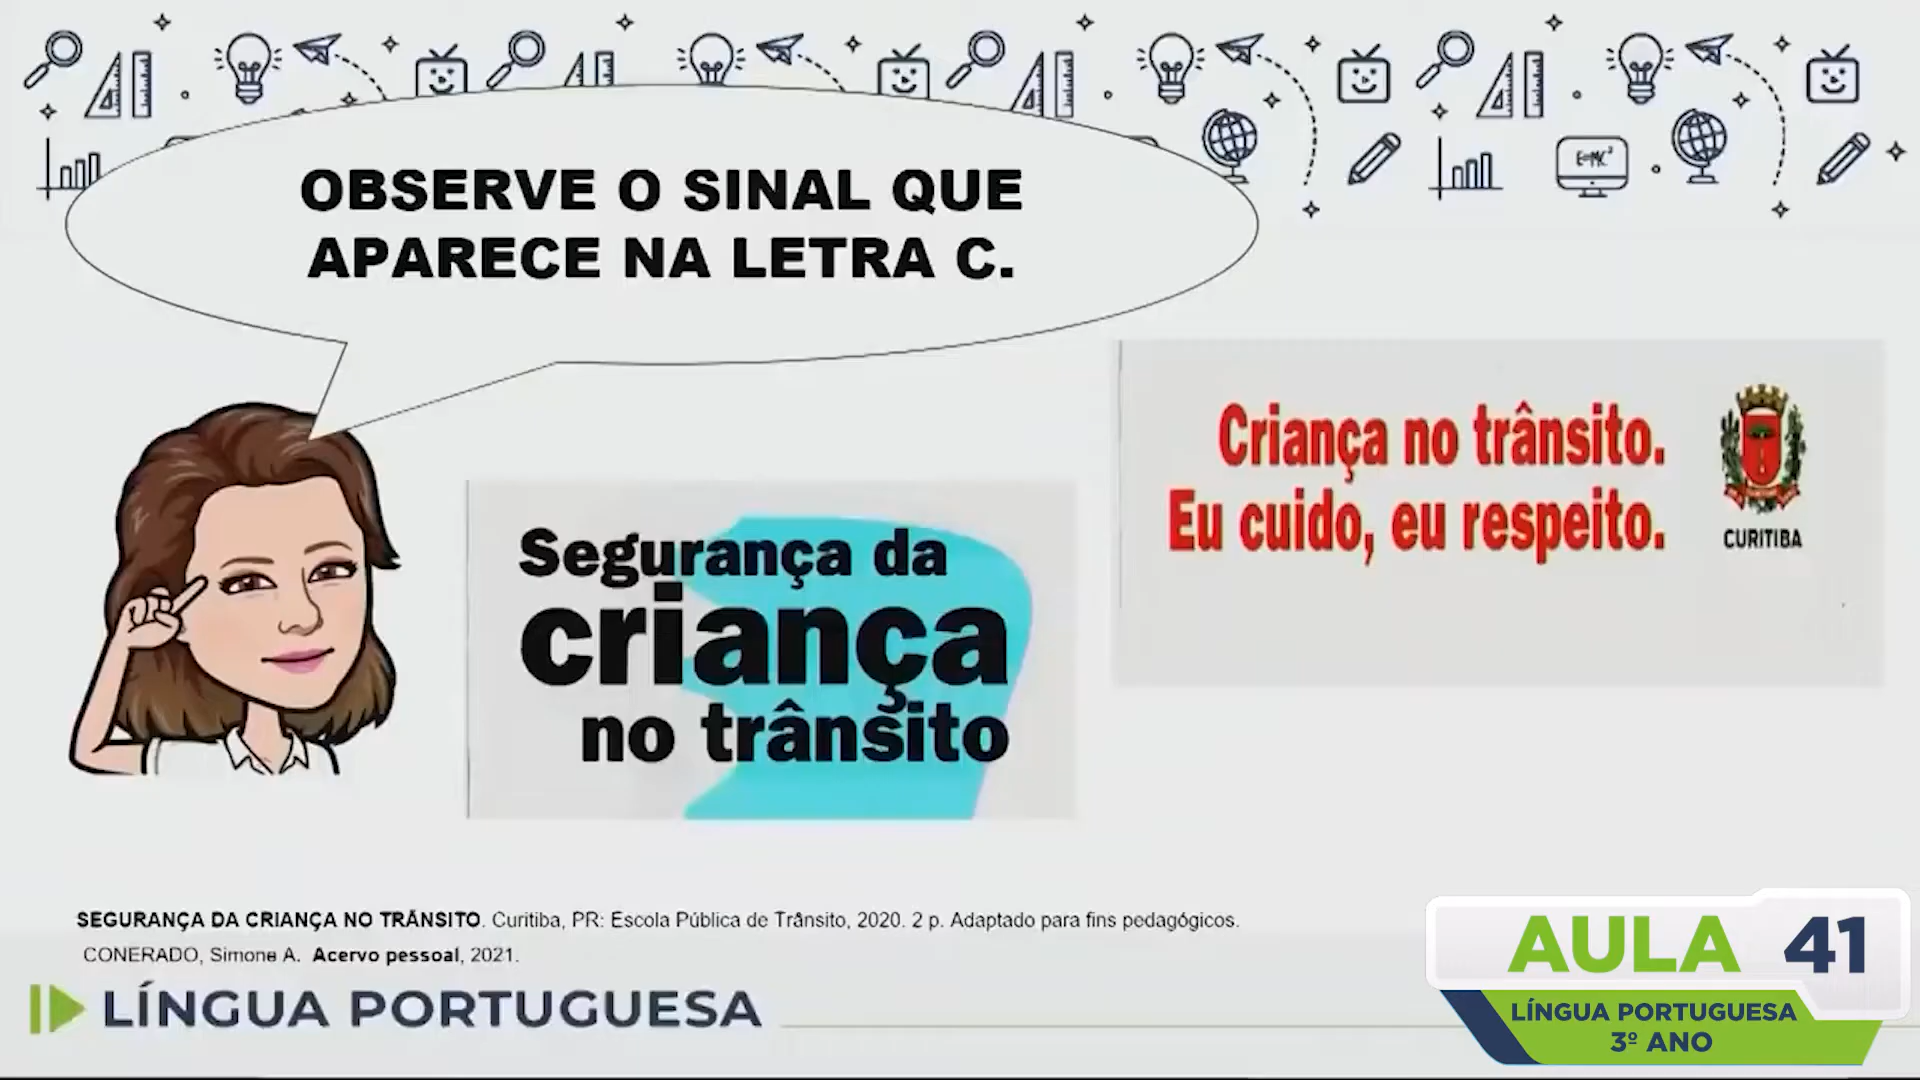 OBSERVE O SINAL QUE
APARECE NA LETRA C.
E=MC²
Criança no trânsito.
Eu cuido, eu respeito.
CURITIBA
Segurança da
criança
no trânsito
SEGURANÇA DA CRIANÇA NO TRÂNSITO. Curitiba, PR: Escola Pública de Trânsito, 2020. 2 p. Adaptado para fins pedagógicos.
CONERADO, Simone A. Acervo pessoal, 2021.
LÍNGUA PORTUGUESA
AULA 41
LÍNGUA PORTUGUESA
3º ANO